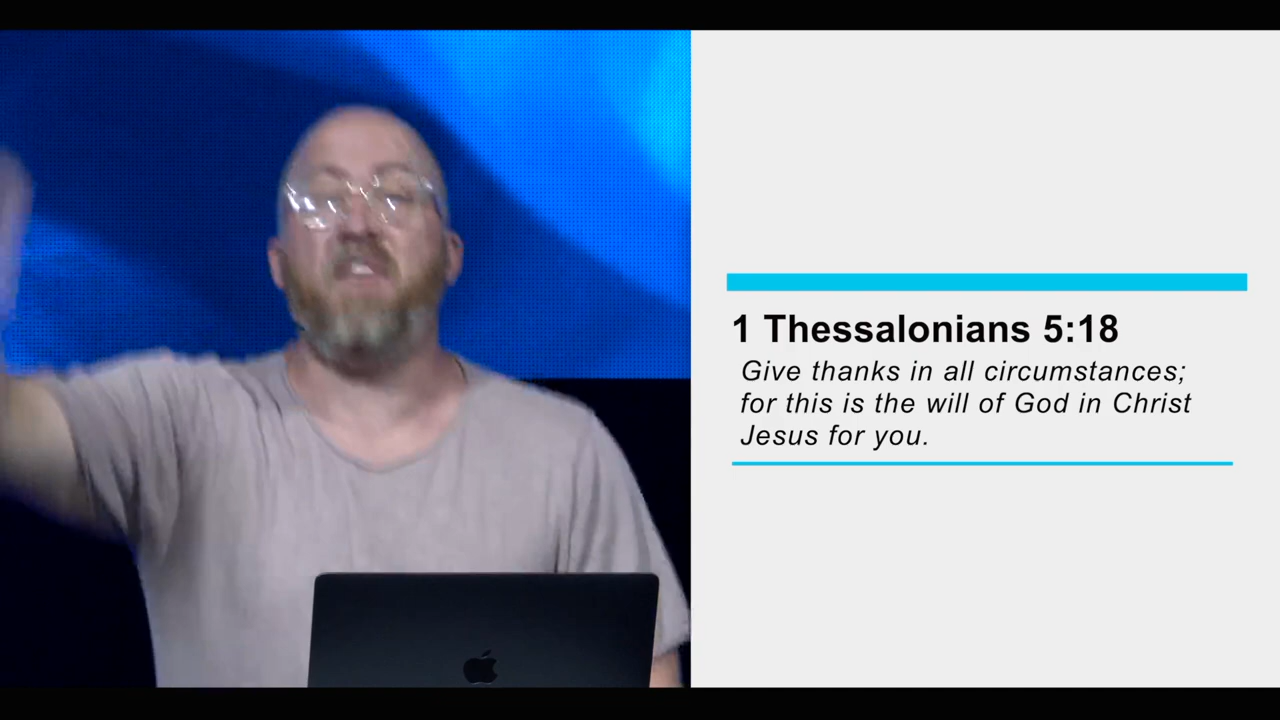 1 Thessalonians 5:18
Give thanks in all circumstances;
for this is the will of God in Christ
Jesus for you.